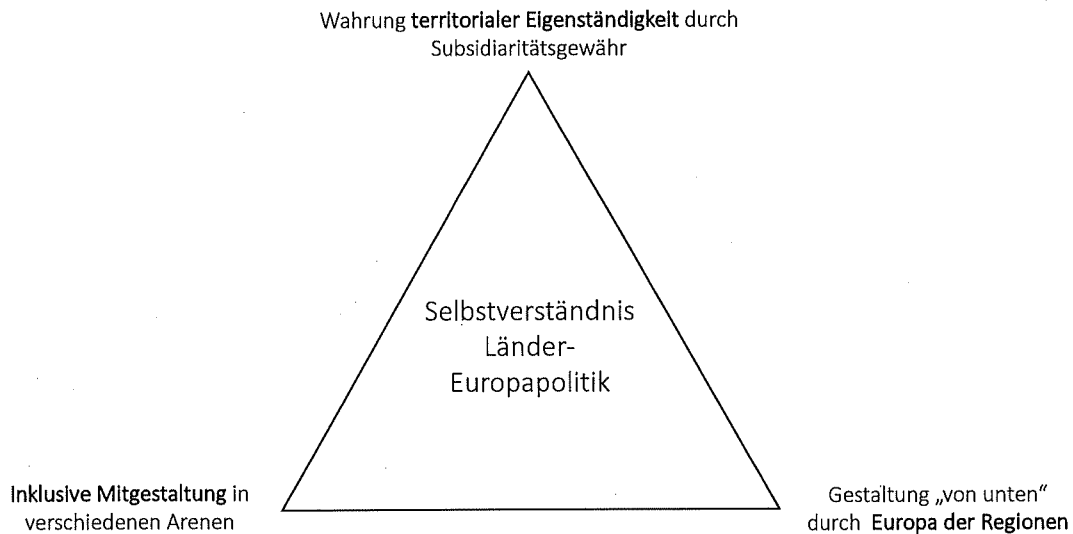 Wahrung territorialer Eigenständigkeit durch
Subsidiaritätsgewähr
Selbstverständnis
Länder-
Europapolitik
Inklusive Mitgestaltung in
verschiedenen Arenen
Gestaltung „von unten“
durch Europa der Regionen